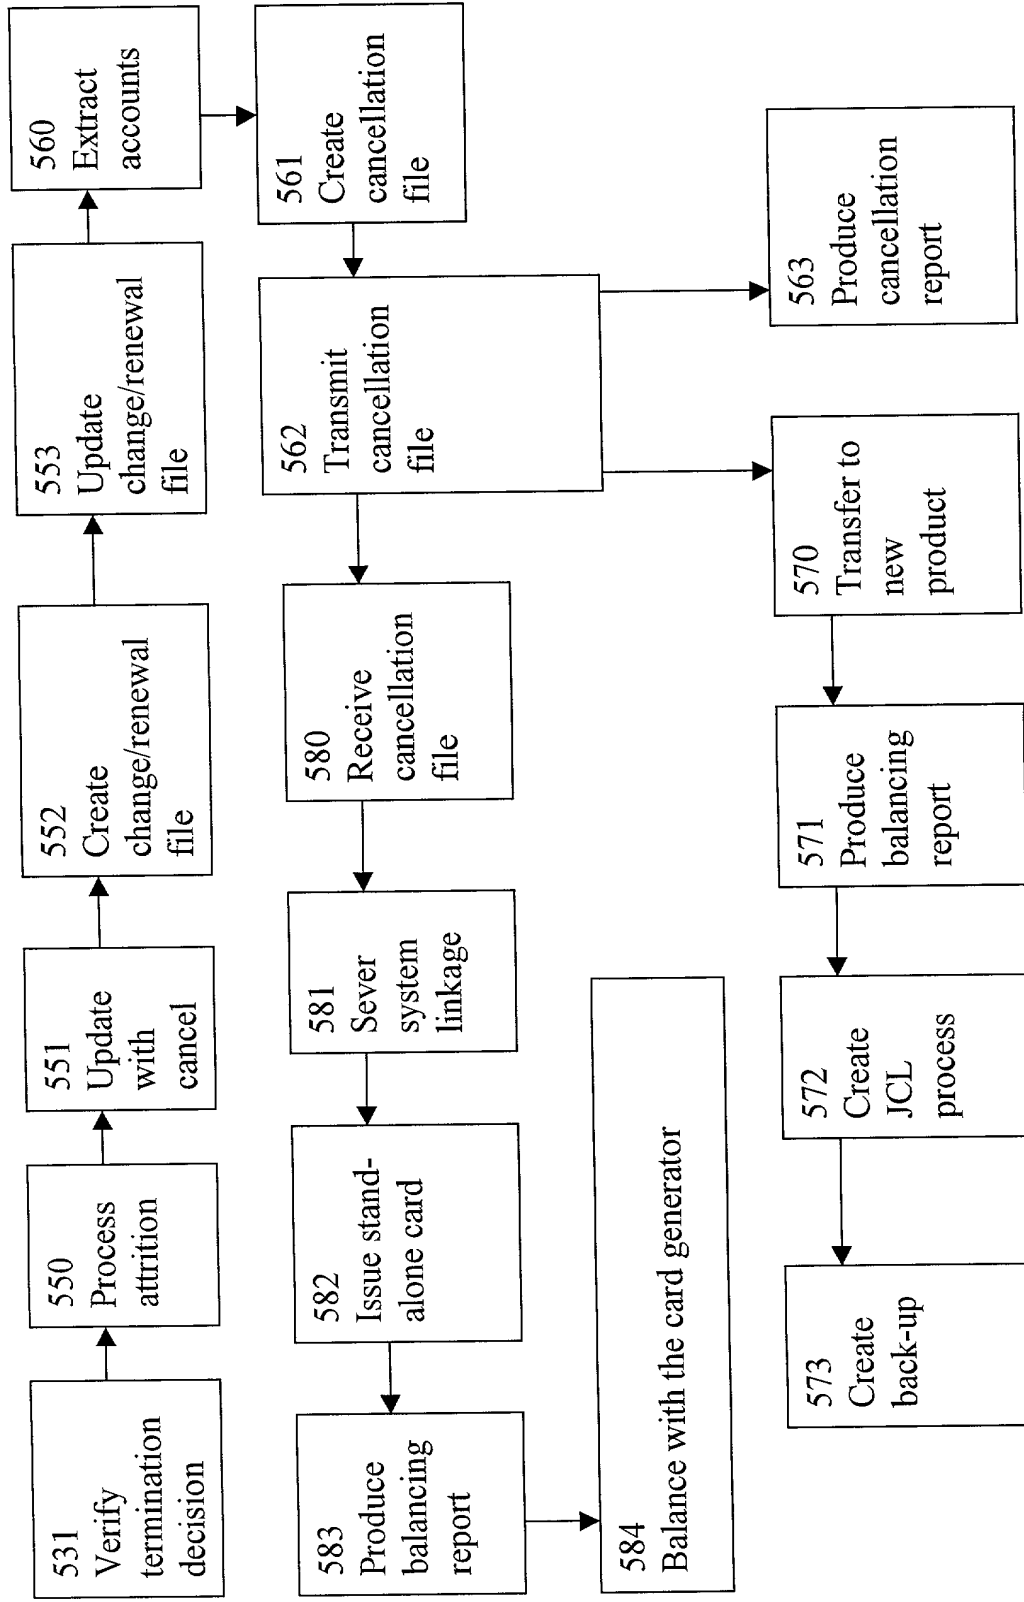 531
Verify
termination
decision
550
Process
attrition
551
Update
with
cancel
552
Create
change/renewal
file
553
Update
change/renewal
file
560
Extract
accounts
561
Create
cancellation
file
562
Transmit
cancellation
file
580
Receive
cancellation
file
581
Sever
system
linkage
582
Issue stand-
alone card
583
Produce
balancing
report
584
Balance with the card generator
563
Produce
cancellation
report
570
Transfer to
new
product
571
Produce
balancing
report
572
Create
JCL
process
573
Create
back-up